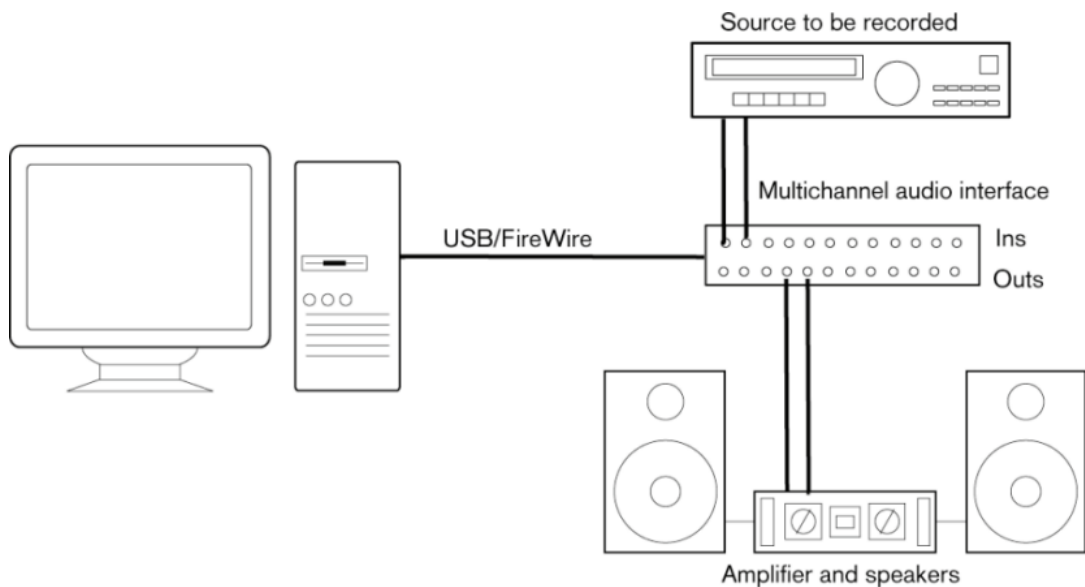 Source to be recorded
Multichannel audio interface
USB/FireWire
Ins
Outs
Amplifier and speakers